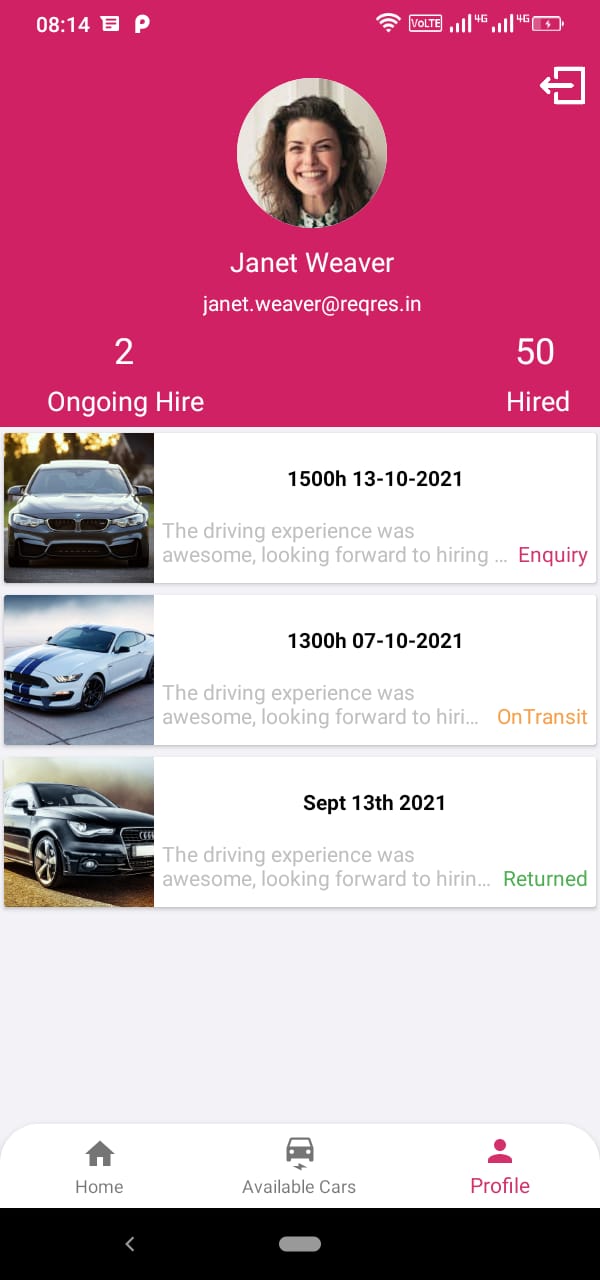 08:14
VoLTE 4G 4G
Janet Weaver
janet.weaver@reqres.in
2 50
Ongoing Hire Hired
1500h 13-10-2021
The driving experience was
awesome, looking forward to hiring ... Enquiry
1300h 07-10-2021
The driving experience was
awesome, looking forward to hiri... OnTransit
Sept 13th 2021
The driving experience was
awesome, looking forward to hirin... Returned
Home Available Cars Profile